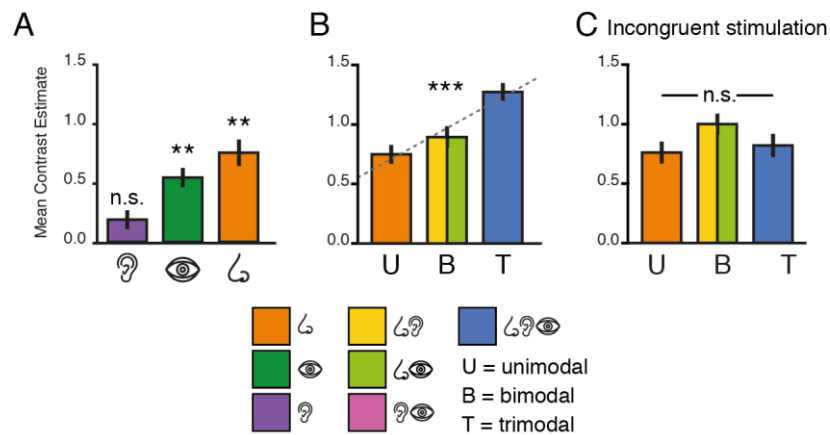 A
B
C Incongruent stimulation
Mean Contrast Estimate
1.5
1.0
0.5
0.0
n.s.
**
**
1.5
1.0
0.5
0.0
***
U B T
1.5
1.0
0.5
0.0
n.s.
U B T
U = unimodal
B = bimodal
T = trimodal